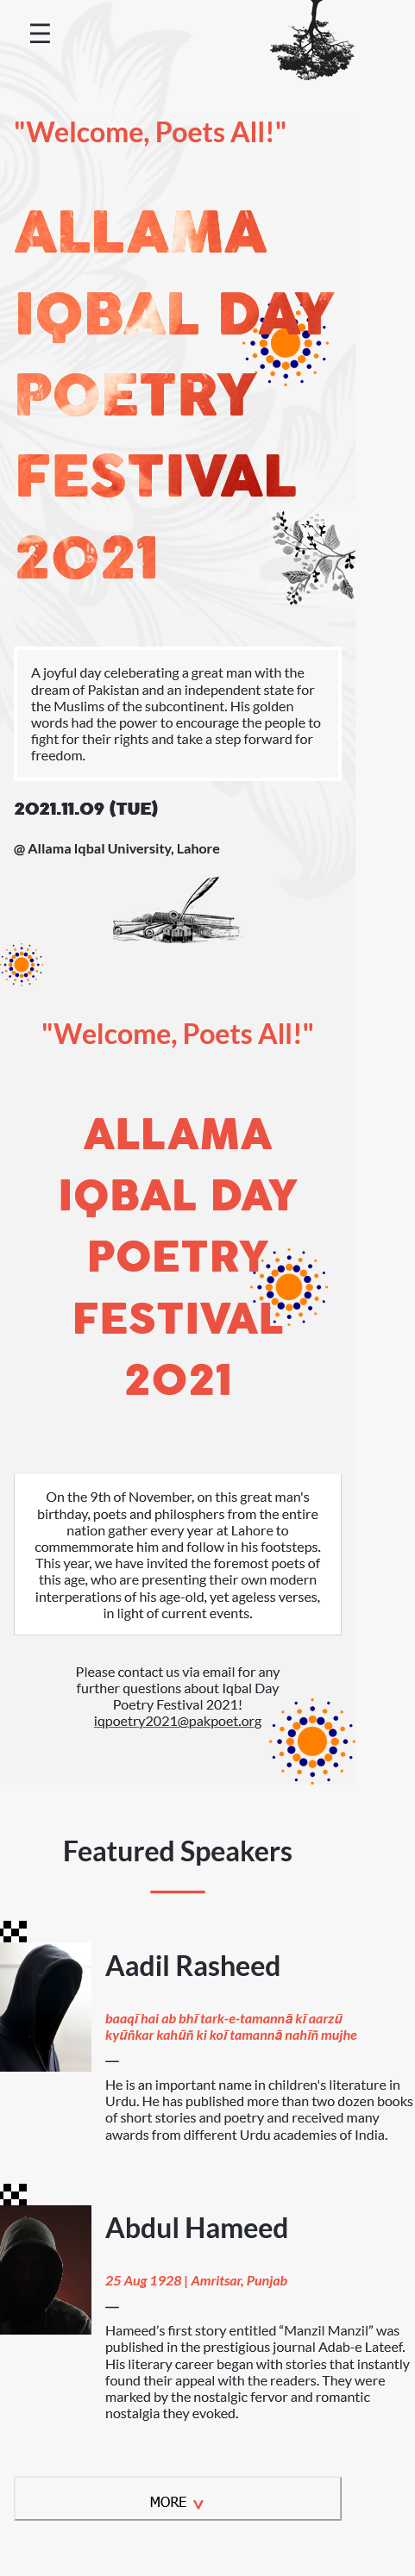 "Welcome, Poets All!"
ALLAMA
IQBAL DAY
POETRY
FESTIVAL
2021
A joyful day celeberating a great man with the
dream of Pakistan and an independent state for
the Muslims of the subcontinent. His golden
words had the power to encourage the people to
fight for their rights and take a step forward for
freedom.
2021.11.09 (TUE)
@ Allama Iqbal University, Lahore
"Welcome, Poets All!"
ALLAMA
IQBAL DAY
POETRY
FESTIVAL
2021
On the 9th of November, on this great man's
birthday, poets and philosphers from the entire
nation gather every year at Lahore to
commemmorate him and follow in his footsteps.
This year, we have invited the foremost poets of
this age, who are presenting their own modern
interperations of his age-old, yet ageless verses,
in light of current events.
Please contact us via email for any
further questions about Iqbal Day
Poetry Festival 2021!
iqpoetry2021@pakpoet.org
Featured Speakers
Aadil Rasheed
baaqī hai ab bhī tark-e-tamannā kī aarzū
kyūñkar kahūñ ki koī tamannā nahīñ mujhe
He is an important name in children's literature in
Urdu. He has published more than two dozen books
of short stories and poetry and received many
awards from different Urdu academies of India.
Abdul Hameed
25 Aug 1928 | Amritsar, Punjab
Hameed’s first story entitled “Manzil Manzil” was
published in the prestigious journal Adab-e Lateef.
His literary career began with stories that instantly
found their appeal with the readers. They were
marked by the nostalgic fervor and romantic
nostalgia they evoked.
MORE